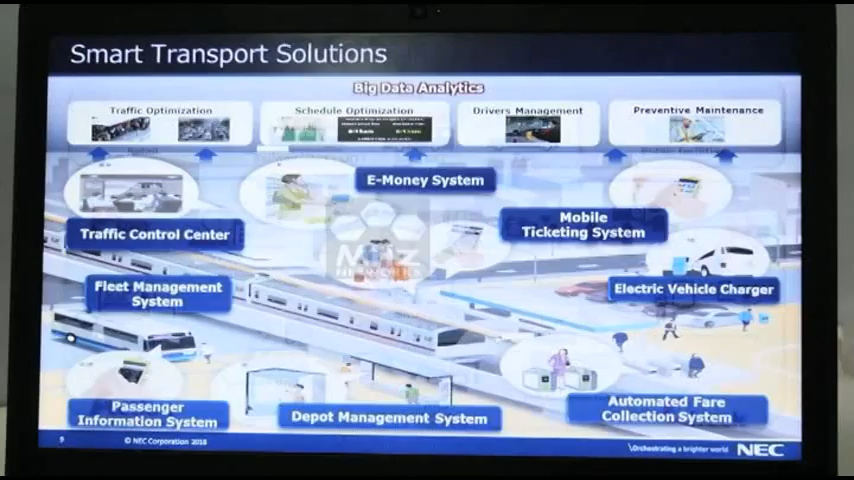 Smart Transport Solutions
Big Data Analytics
Traffic Optimization
Schedule Optimization
Drivers Management
Preventive Maintenance
E-Money System
Mobile
Ticketing System
Traffic Control Center
Fleet Management
System
Electric Vehicle Charger
Passenger
Information System
Depot Management System
Automated Fare
Collection System
9
© NEC Corporation 2018
\Orchestrating a brighter world
NEC